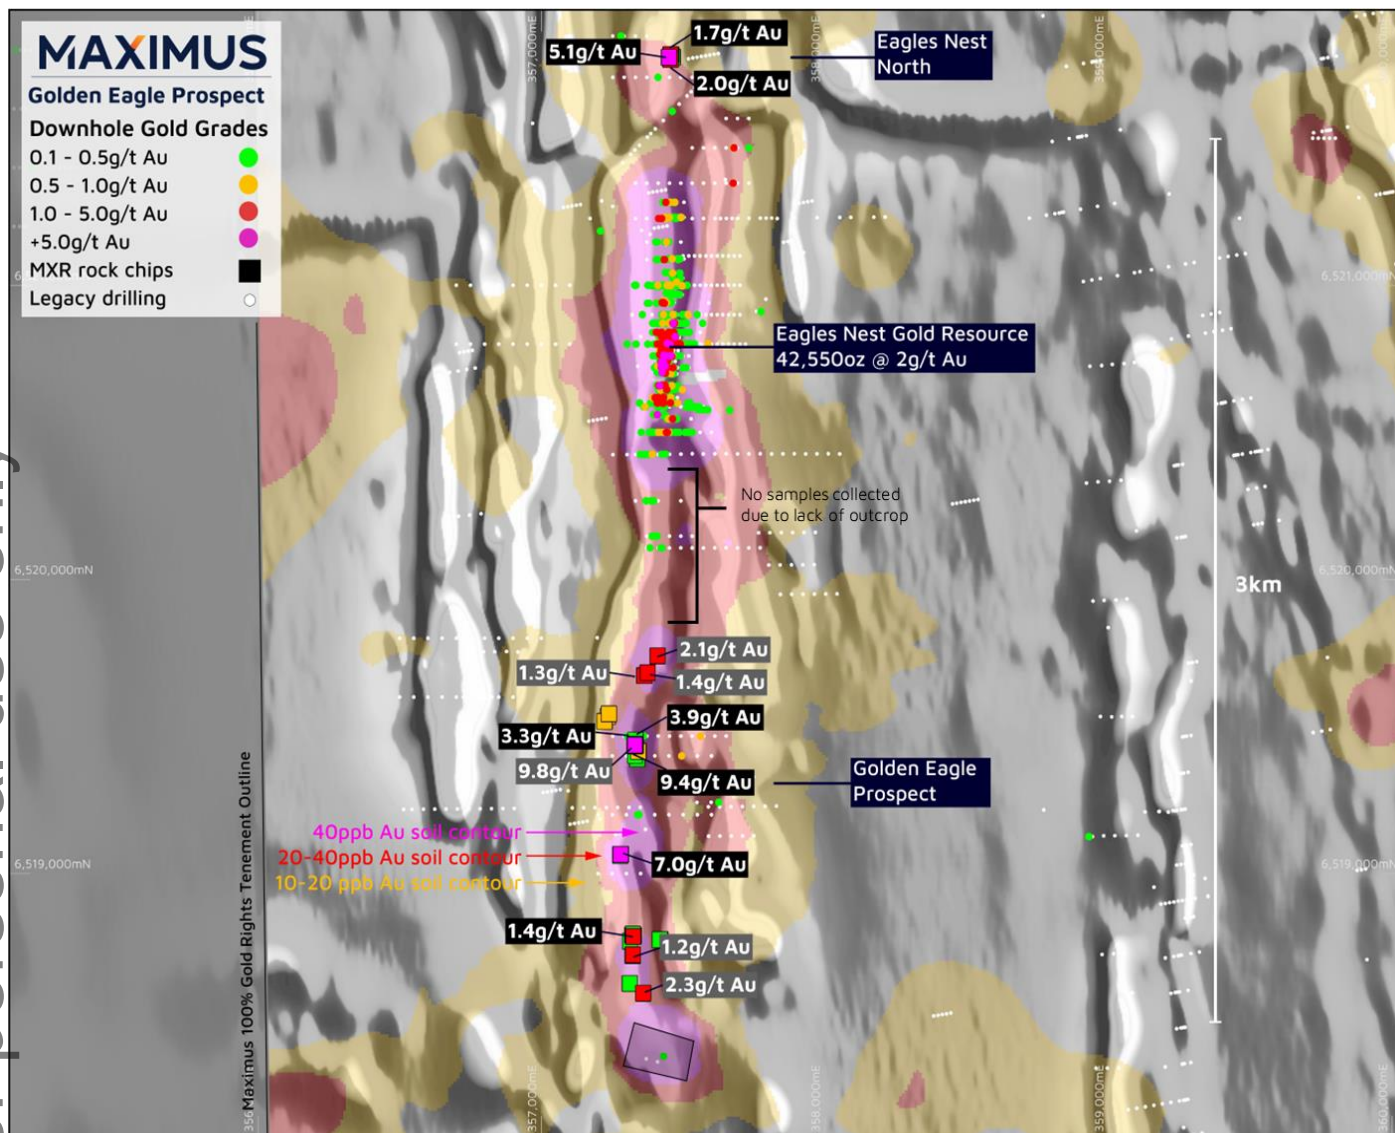 MAXIMUS
Golden Eagle Prospect
Downhole Gold Grades
0.1 - 0.5g/t Au
0.5 - 1.0g/t Au
1.0 - 5.0g/t Au
+5.0g/t Au
MXR rock chips
Legacy drilling
357,000mE
359,000mE
1.7g/t Au
5.1g/t Au
2.0g/t Au
Eagles Nest
North
6,521,000mN
Eagles Nest Gold Resource
42,550oz @ 2g/t Au
No samples collected
due to lack of outcrop
6,520,000mN
6,520,000mN
3km
2.1g/t Au
1.3g/t Au
1.4g/t Au
3.9g/t Au
3.3g/t Au
9.8g/t Au
9.4g/t Au
Golden Eagle
Prospect
40ppb Au soil contour
20-40ppb Au soil contour
10-20 ppb Au soil contour
7.0g/t Au
6,519,000mN
6,519,000mN
1.4g/t Au
1.2g/t Au
2.3g/t Au
Maximus 100% Gold Rights Tenement Outline
357,000mE
358,000mE
359,000mE